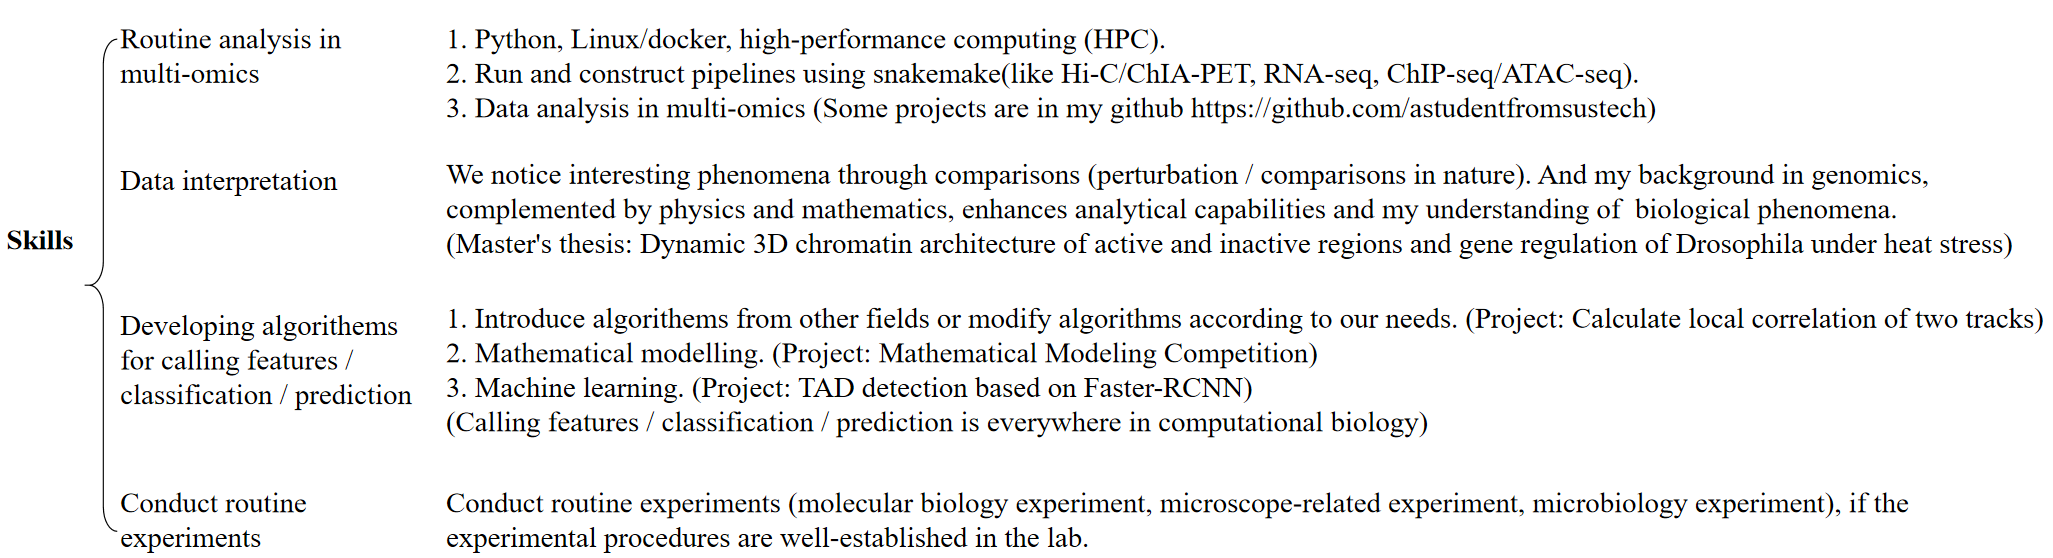 Routine analysis in
multi-omics
1. Python, Linux/docker, high-performance computing (HPC).
2. Run and construct pipelines using snakemake(like Hi-C/ChIA-PET, RNA-seq, ChIP-seq/ATAC-seq).
3. Data analysis in multi-omics (Some projects are in my github https://github.com/astudentfromsustech)
Data interpretation
We notice interesting phenomena through comparisons (perturbation / comparisons in nature). And my background in genomics,
complemented by physics and mathematics, enhances analytical capabilities and my understanding of  biological phenomena.
(Master's thesis: Dynamic 3D chromatin architecture of active and inactive regions and gene regulation of Drosophila under heat stress)
Skills
Developing algorithems
for calling features /
classification / prediction
1. Introduce algorithems from other fields or modify algorithms according to our needs. (Project: Calculate local correlation of two tracks)
2. Mathematical modelling. (Project: Mathematical Modeling Competition)
3. Machine learning. (Project: TAD detection based on Faster-RCNN)
(Calling features / classification / prediction is everywhere in computational biology)
Conduct routine
experiments
Conduct routine experiments (molecular biology experiment, microscope-related experiment, microbiology experiment), if the
experimental procedures are well-established in the lab.